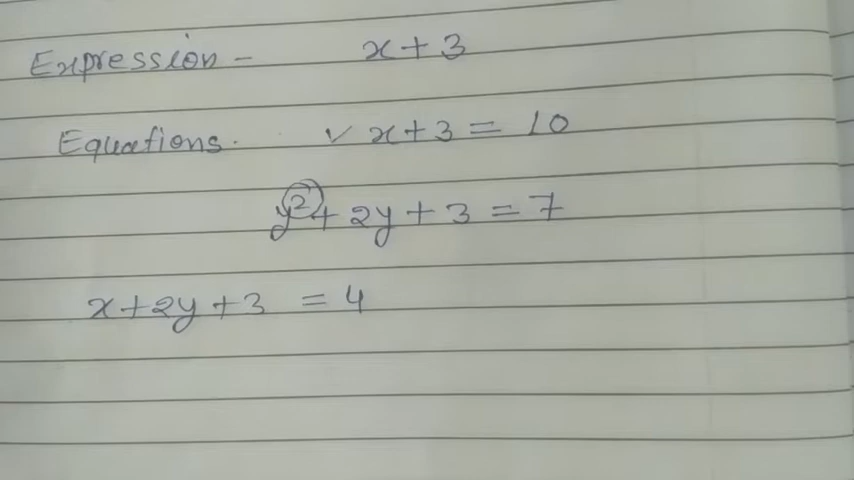 Expression - x + 3
Equations. ✓ x + 3 = 10
y² + 2y + 3 = 7
x + 2y + 3 = 4